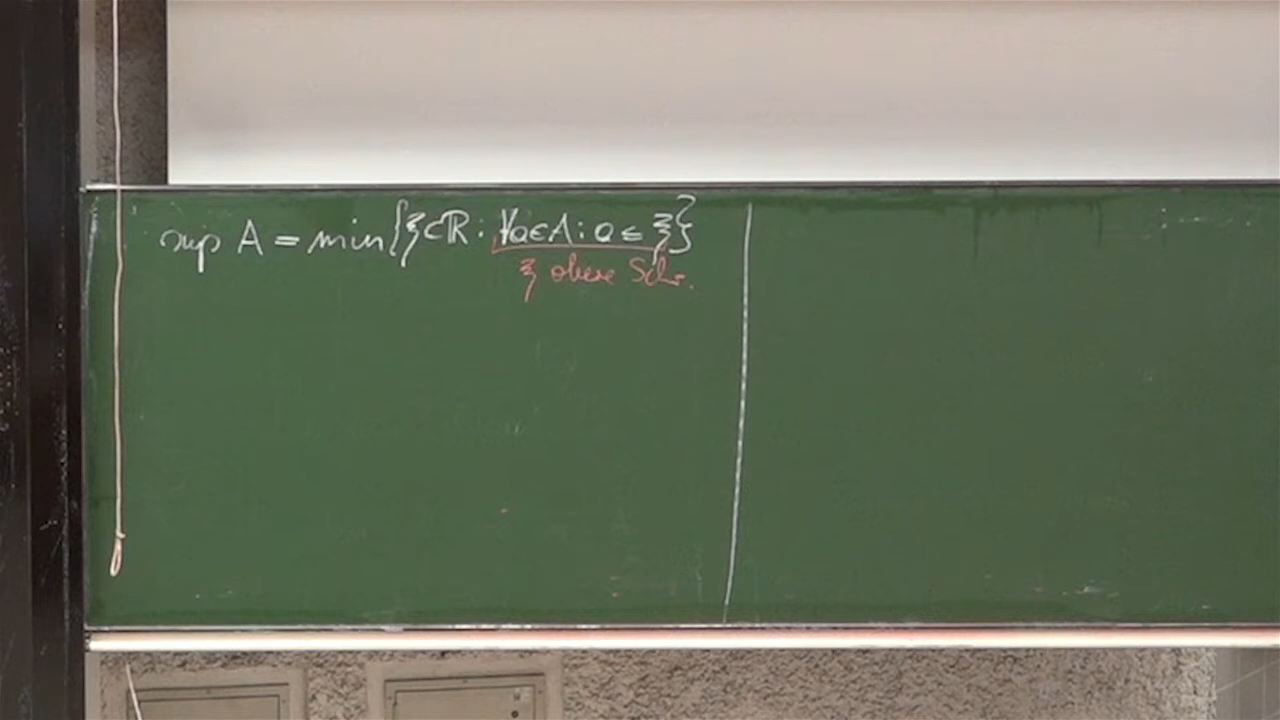 sup A = min{ξ∈ℝ : ∀a∈A : a ≤ ξ}
ξ obere Schr.